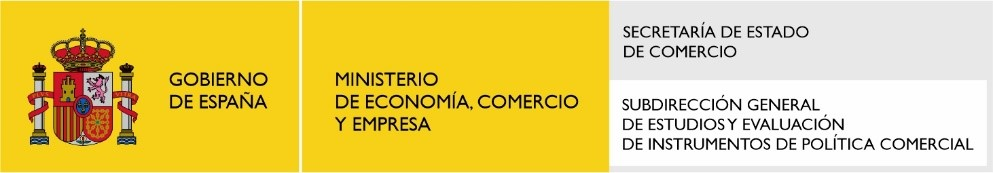 GOBIERNO
DE ESPAÑA
MINISTERIO
DE ECONOMÍA, COMERCIO
Y EMPRESA
SECRETARÍA DE ESTADO
DE COMERCIO
SUBDIRECCIÓN GENERAL
DE ESTUDIOS Y EVALUACIÓN
DE INSTRUMENTOS DE POLÍTICA COMERCIAL